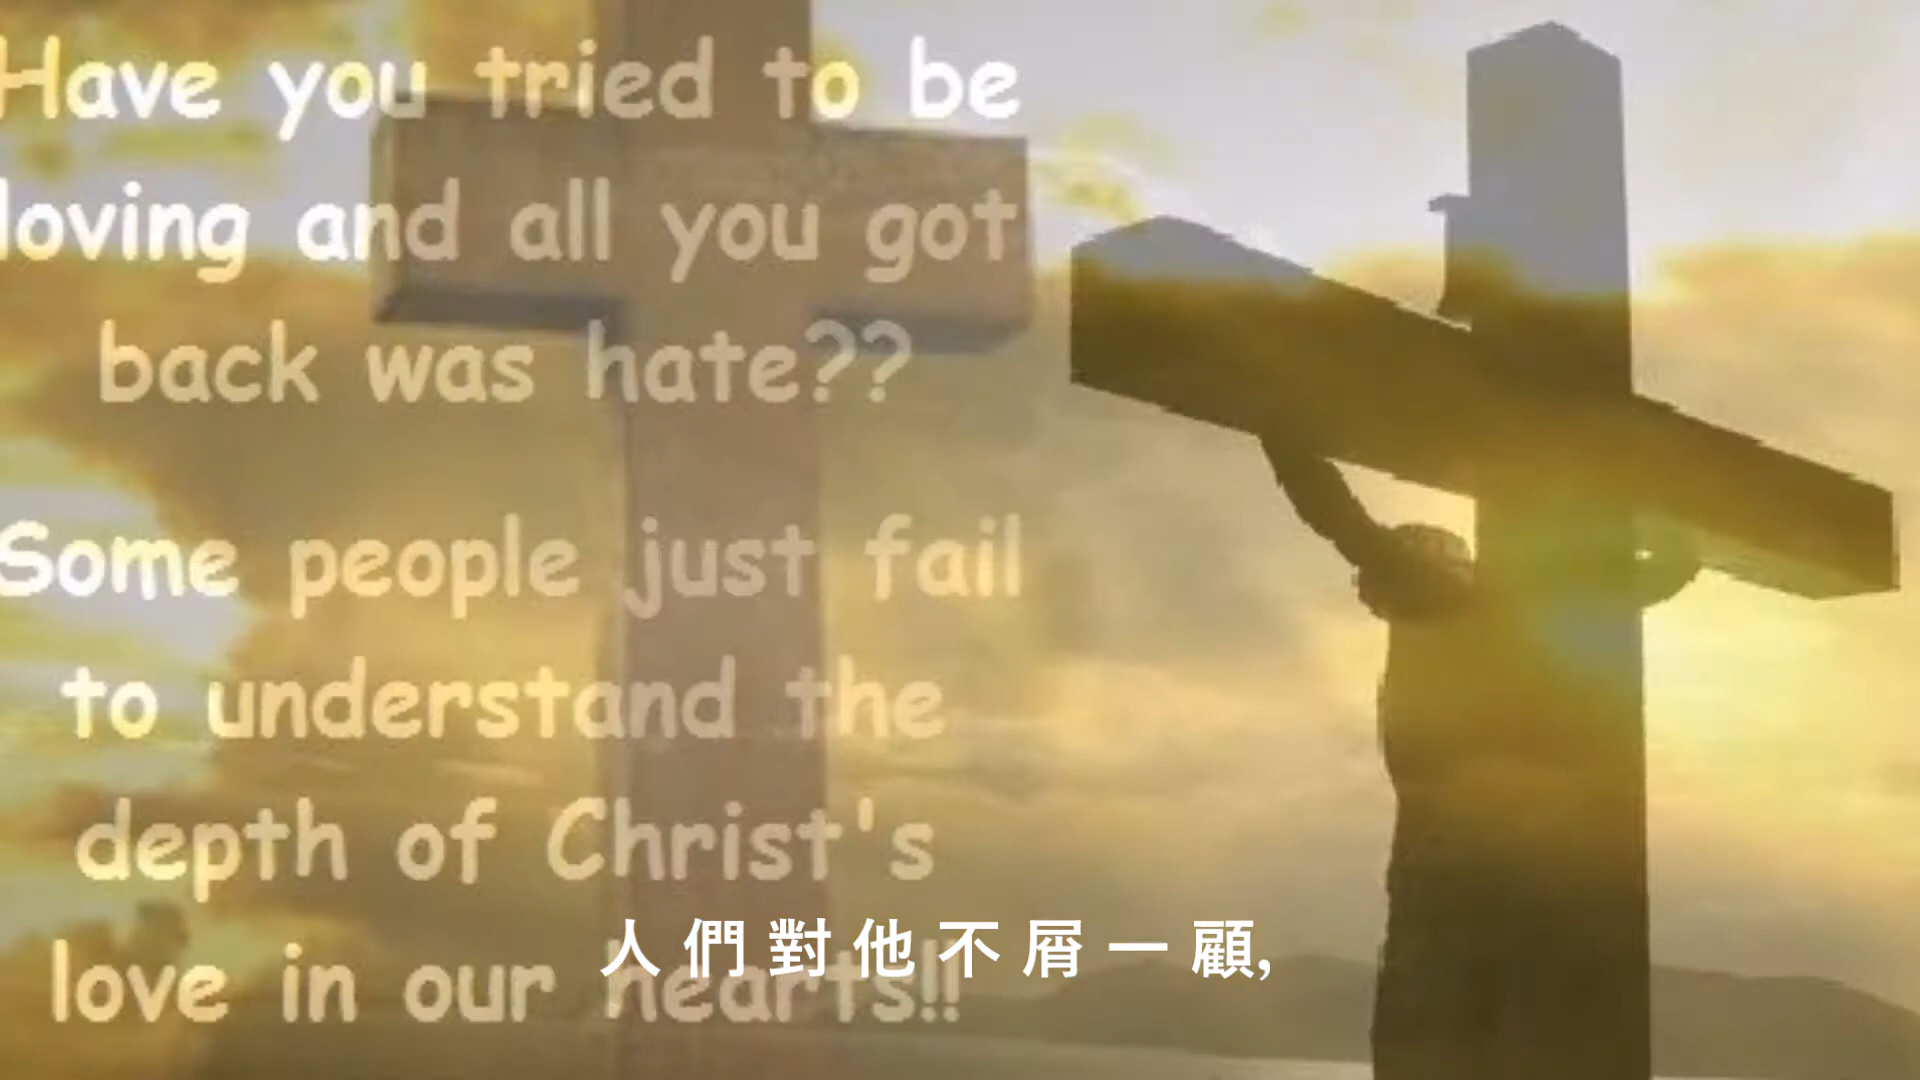 Have you tried to be
loving and all you got
back was hate??
Some people just fail
to understand the
depth of Christ's
love in our hearts!!
人們對他不屑一顧,